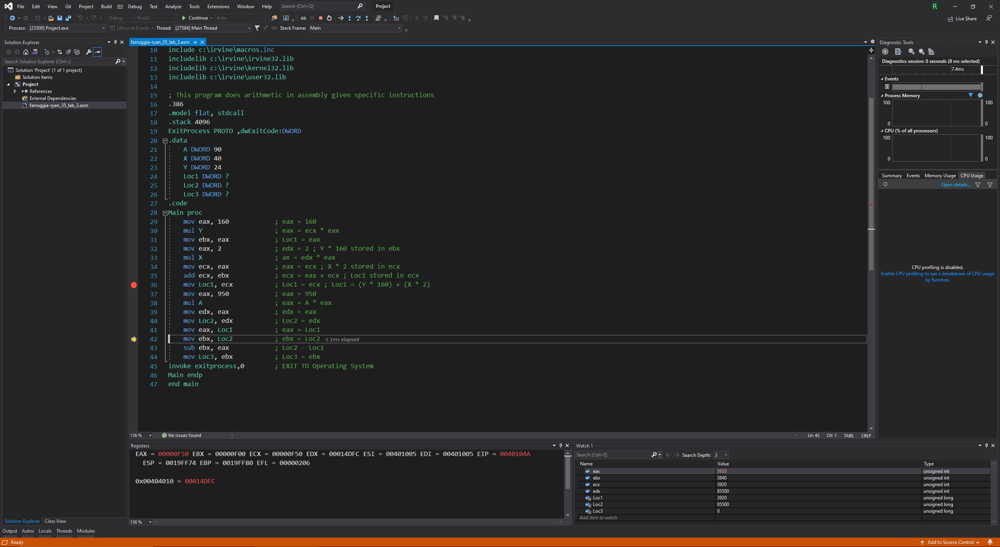 File Edit View Git Project Build Debug Test Analyze Tools Extensions Window Help Search (Ctrl+Q) Project R
Debug Win32 Continue Auto Live Share
Process: [23508] Project.exe Lifecycle Events Thread: [27584] Main Thread Stack Frame: Main
Solution Explorer
Search Solution Explorer (Ctrl+;)
Solution 'Project' (1 of 1 project)
Solution Items
Project
References
External Dependencies
farruggia-ryan_35_lab_3.asm
Solution Explorer Class View
farruggia-ryan_35_lab_3.asm
10 include c:\irvine\macros.inc
11 includelib c:\irvine\irvine32.lib
12 includelib c:\irvine\kernel32.lib
13 includelib c:\irvine\user32.lib
14
15 ; This program does arithmetic in assembly given specific instructions
16 .386
17 .model flat, stdcall
18 .stack 4096
19 ExitProcess PROTO ,dwExitCode:DWORD
20 .data
21 A DWORD 90
22 X DWORD 40
23 Y DWORD 24
24 Loc1 DWORD ?
25 Loc2 DWORD ?
26 Loc3 DWORD ?
27 .code
28 Main proc
29 mov eax, 160 ; eax = 160
30 mul Y ; eax = ecx * eax
31 mov ebx, eax ; Loc1 = eax
32 mov eax, 2 ; edx = 2 ; Y * 160 stored in ebx
33 mul X ; ax = edx * eax
34 mov ecx, eax ; eax = ecx ; X * 2 stored in ecx
35 add ecx, ebx ; ecx = eax + ecx ; Loc1 stored in ecx
36 mov Loc1, ecx ; Loc1 = ecx ; Loc1 = (Y * 160) + (X * 2)
37 mov eax, 950 ; eax = 950
38 mul A ; eax = A * eax
39 mov edx, eax ; edx = eax
40 mov Loc2, edx ; Loc2 = edx
41 mov eax, Loc1 ; eax = Loc1
42 mov ebx, Loc2 ; ebx = Loc2 ≤ 1ms elapsed
43 sub ebx, eax ; Loc2 - Loc1
44 mov Loc3, ebx ; Loc3 = ebx
45 invoke exitprocess,0 ; EXIT TO Operating System
46 Main endp
47 end main
136 % No issues found Ln: 42 Ch: 1 TABS CRLF
Diagnostic Tools
Diagnostics session: 0 seconds (8 ms selected)
7.4ms
Events
Process Memory
100 100
0 0
CPU (% of all processors)
100 100
0 0
Summary Events Memory Usage CPU Usage
Open details...
CPU profiling is disabled.
Enable CPU profiling to see a breakdown of CPU usage
by function.
Registers
EAX = 00000F50 EBX = 00000F00 ECX = 00000F50 EDX = 00014DFC ESI = 00401005 EDI = 00401005 EIP = 0040104A
ESP = 0019FF74 EBP = 0019FF80 EFL = 00000206
0x00404010 = 00014DFC
136 %
Watch 1
Search (Ctrl+E) Search Depth: 3
Name Value Type
eax 3920 unsigned int
ebx 3840 unsigned int
ecx 3920 unsigned int
edx 85500 unsigned int
Loc1 3920 unsigned long
Loc2 85500 unsigned long
Loc3 0 unsigned long
Add item to watch
Output Autos Locals Threads Modules
Ready Add to Source Control